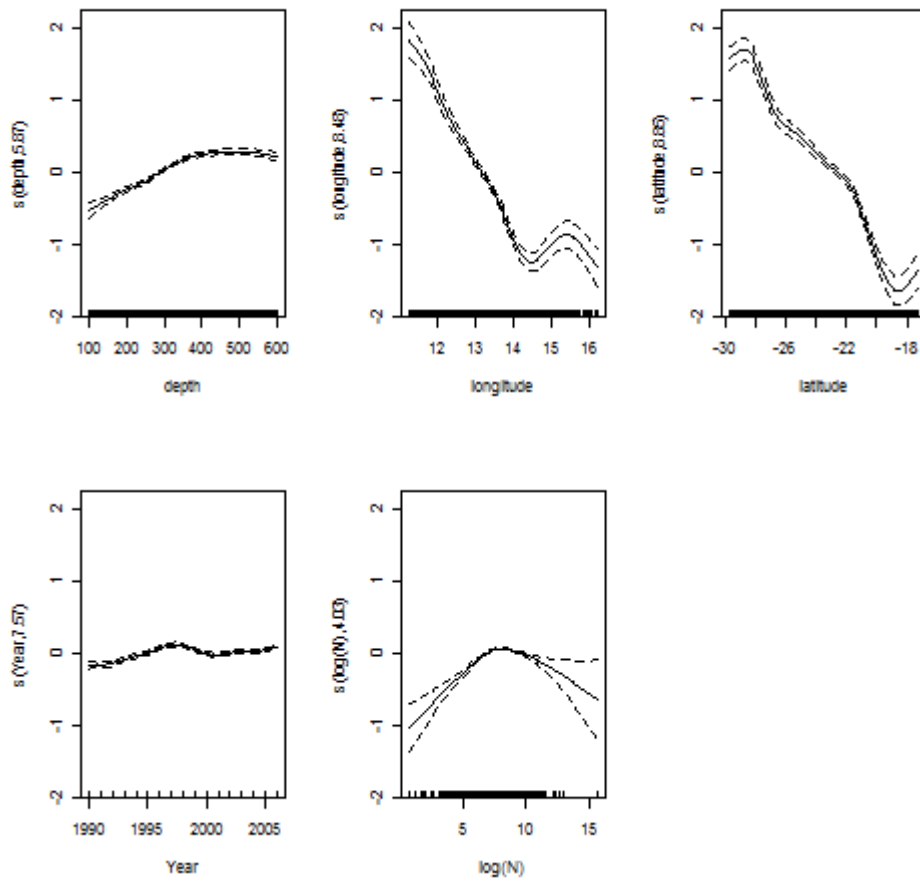 s(depth,5.87)
2
1
0
-1
-2
100 200 300 400 500 600
depth
s(longitude,8.48)
2
1
0
-1
-2
12 13 14 15 16
longitude
s(latitude,8.86)
2
1
0
-1
-2
-30 -26 -22 -18
latitude
s(Year,7.57)
2
1
0
-1
-2
1990 1995 2000 2005
Year
s(log(N),4.03)
2
1
0
-1
-2
5 10 15
log(N)